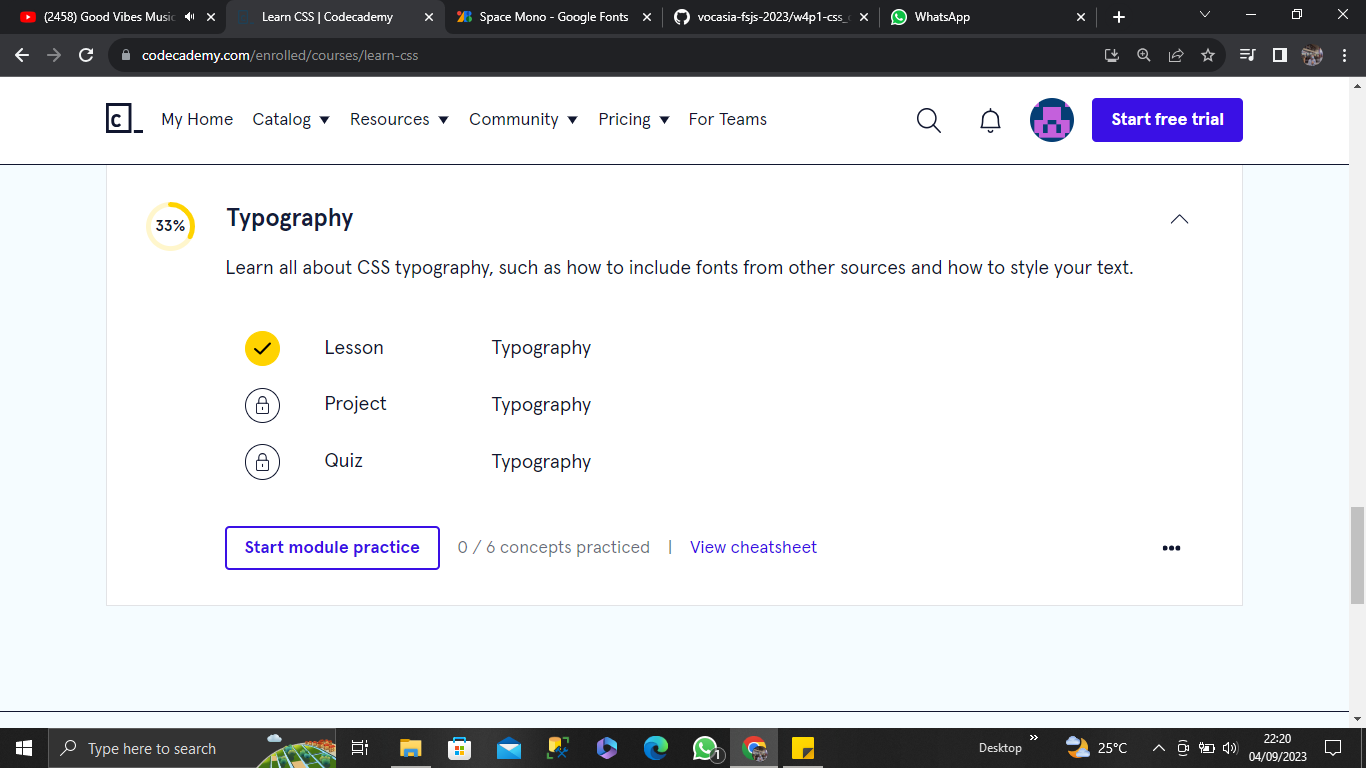 (2458) Good Vibes Music
Learn CSS | Codecademy
Space Mono - Google Fonts
vocasia-fsjs-2023/w4p1-css_
WhatsApp
codecademy.com/enrolled/courses/learn-css
c_
My Home
Catalog
Resources
Community
Pricing
For Teams
Start free trial
33%
Typography
Learn all about CSS typography, such as how to include fonts from other sources and how to style your text.
Lesson Typography
Project Typography
Quiz Typography
Start module practice
0 / 6 concepts practiced
|
View cheatsheet
Type here to search
1
Desktop
25°C
22:20
04/09/2023